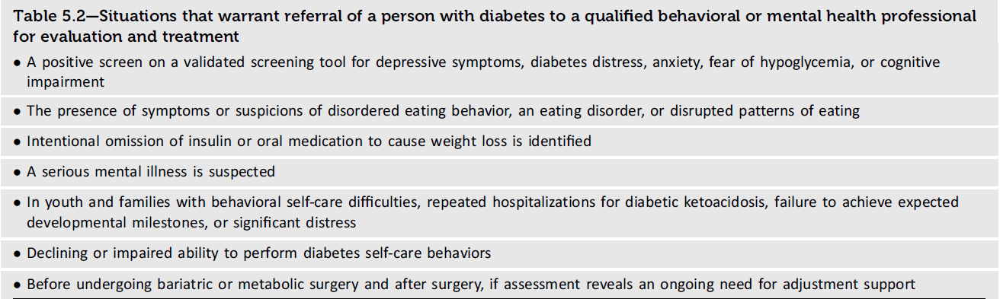 Table 5.2—Situations that warrant referral of a person with diabetes to a qualified behavioral or mental health professional
for evaluation and treatment
• A positive screen on a validated screening tool for depressive symptoms, diabetes distress, anxiety, fear of hypoglycemia, or cognitive
impairment
• The presence of symptoms or suspicions of disordered eating behavior, an eating disorder, or disrupted patterns of eating
• Intentional omission of insulin or oral medication to cause weight loss is identified
• A serious mental illness is suspected
• In youth and families with behavioral self-care difficulties, repeated hospitalizations for diabetic ketoacidosis, failure to achieve expected
developmental milestones, or significant distress
• Declining or impaired ability to perform diabetes self-care behaviors
• Before undergoing bariatric or metabolic surgery and after surgery, if assessment reveals an ongoing need for adjustment support